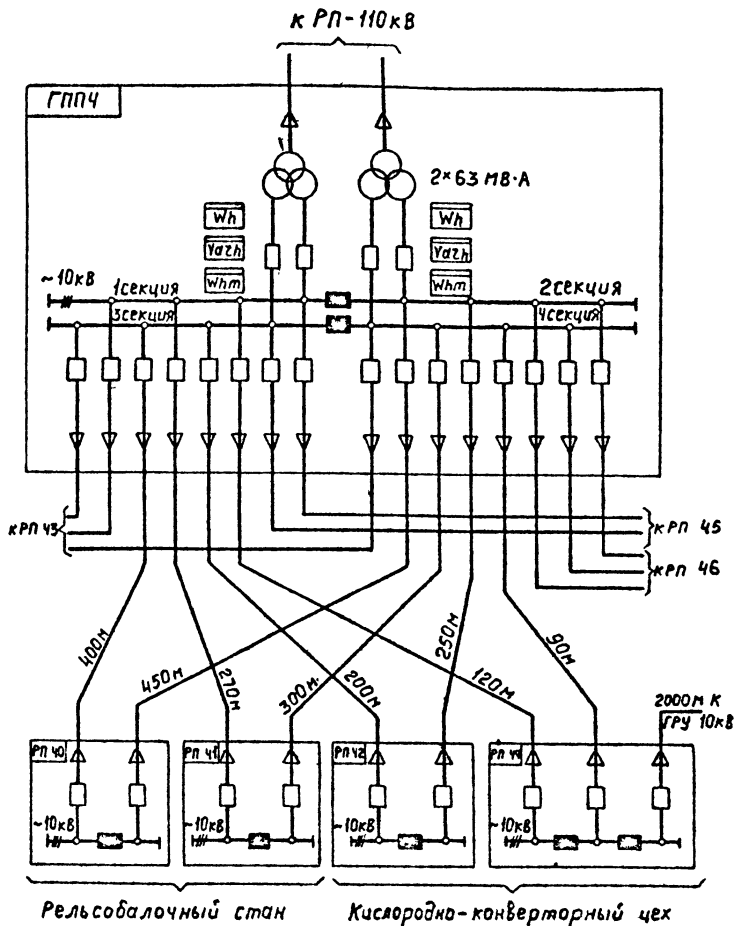 к РП-110кВ
ГПП4
2×63 МВ·А
Wh
Varh
Whm
Wh
Varh
Whm
~10кВ
1секция
2секция
3секция
4секция
кРП 43
кРП 45
кРП 46
400м
450м
270м
300м.
200м
250м
120м
90м
2000м к
ГРУ 10кВ
РП 40
РП 41
РП 42
РП 44
~10кВ
~10кВ
~10кВ
~10кВ
Рельсобалочный стан
Кислородно-конверторный цех